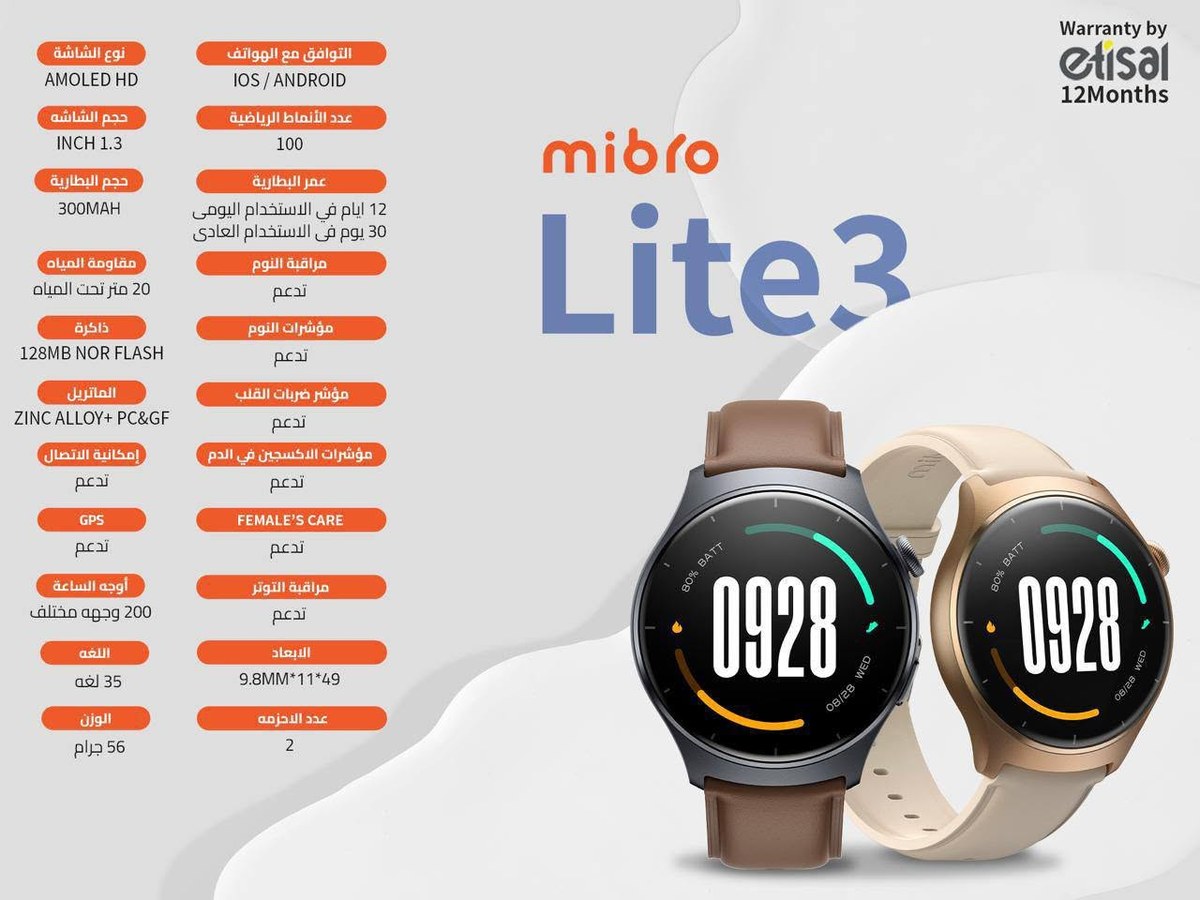 Warranty by
etisal
12Months
mibro
Lite3
التوافق مع الهواتف
IOS / ANDROID
عدد الأنماط الرياضية
100
عمر البطارية
12 ايام في الاستخدام اليومى
30 يوم فى الاستخدام العادى
مراقبة النوم
تدعم
مؤشرات النوم
تدعم
مؤشر ضربات القلب
تدعم
مؤشرات الاكسجين في الدم
تدعم
FEMALE'S CARE
تدعم
مراقبة التوتر
تدعم
الابعاد
9.8MM*11*49
عدد الاحزمه
2
نوع الشاشة
AMOLED HD
حجم الشاشه
INCH 1.3
حجم البطارية
300MAH
مقاومة المياه
20 متر تحت المياه
ذاكرة
128MB NOR FLASH
الماتريل
ZINC ALLOY+ PC&GF
إمكانية الاتصال
تدعم
GPS
تدعم
أوجه الساعة
200 وجهه مختلف
اللغه
35 لغه
الوزن
56 جرام
80% BATT
0928
08/28 WED
80% BATT
0928
08/28 WED